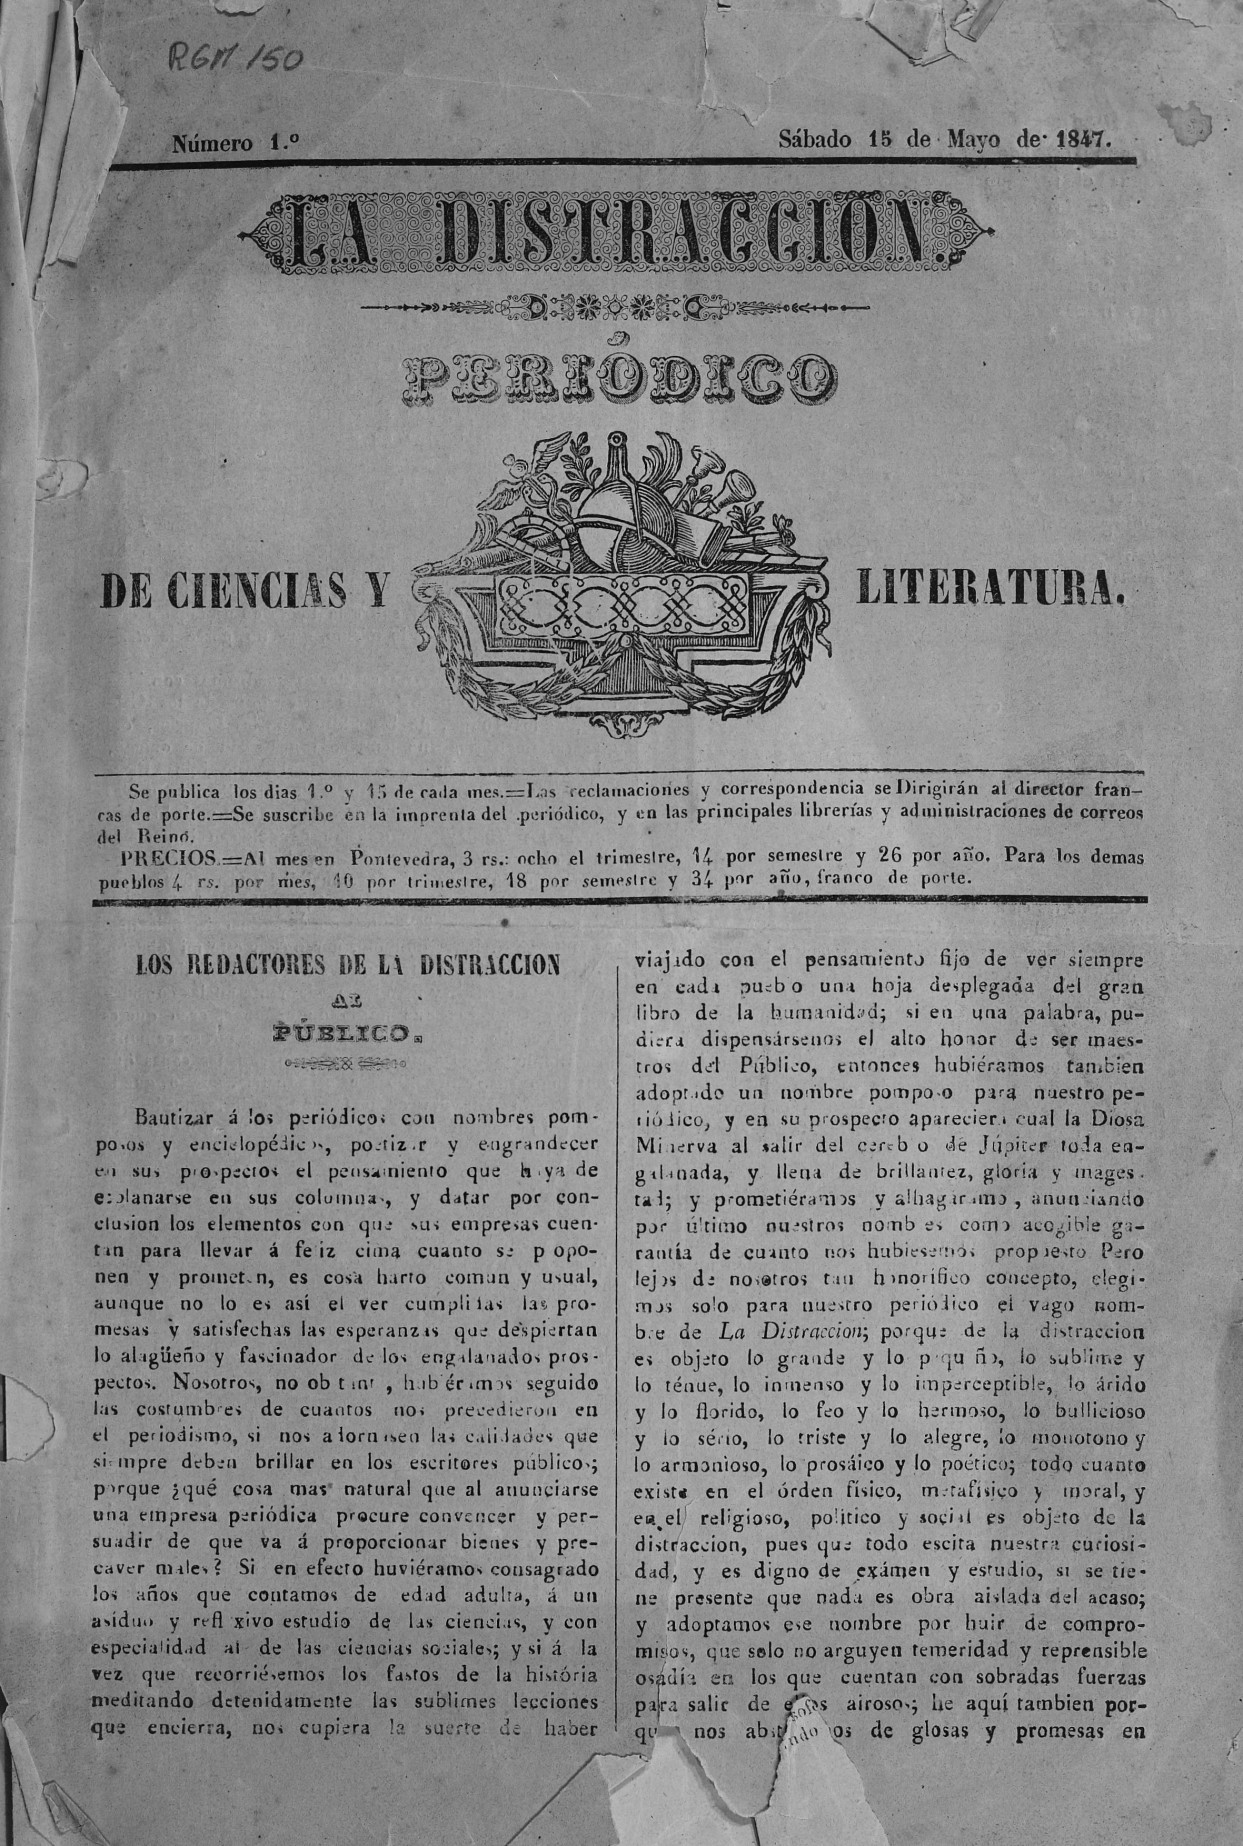 RGM 150
Número 1.º
Sábado 15 de Mayo de 1847.
LA DISTRACCION.
PERIÓDICO
DE CIENCIAS Y LITERATURA.
Se publica los dias 1.º y 15 de cada mes.=Las reclamaciones y correspondencia se Dirigirán al director fran-
cas de porte.=Se suscribe en la imprenta del periódico, y en las principales librerías y administraciones de correos
del Reino.
PRECIOS.=Al mes en Pontevedra, 3 rs.: ocho el trimestre, 14 por semestre y 26 por año. Para los demas
pueblos 4 rs. por mes, 10 por trimestre, 18 por semestre y 34 por año, franco de porte.
LOS REDACTORES DE LA DISTRACCION
AL
PÚBLICO.
Bautizar á los periódicos con nombres pom-
posos y enciclopédicos, poetizar y engrandecer
en sus prospectos el pensamiento que haya de
esplanarse en sus columnas, y datar por con-
clusion los elementos con que sus empresas cuen-
tan para llevar á feliz cima cuanto se propo-
nen y prometen, es cosa harto comun y usual,
aunque no lo es así el ver cumplidas las pro-
mesas y satisfechas las esperanzas que despiertan
lo alagüeño y fascinador de los engalanados pros-
pectos. Nosotros, no obstante, hubiéramos seguido
las costumbres de cuantos nos precedieron en
el periodismo, si nos adornasen las calidades que
siempre deben brillar en los escritores públicos;
porque ¿qué cosa mas natural que al anunciarse
una empresa periódica procure convencer y per-
suadir de que va á proporcionar bienes y pre-
caver males? Si en efecto huviéramos consagrado
los años que contamos de edad adulta, á un
asiduo y reflexivo estudio de las ciencias, y con
especialidad al de las ciencias sociales; y si á la
vez que recorriésemos los fastos de la história
meditando detenidamente las sublimes lecciones
que encierra, nos cupiera la suerte de haber
viajado con el pensamiento fijo de ver siempre
en cada pueblo una hoja desplegada del gran
libro de la humanidad; si en una palabra, pu-
diera dispensársenos el alto honor de ser maes-
tros del Público, entonces hubiéramos tambien
adoptado un nombre pomposo para nuestro pe-
riódico, y en su prospecto apareciera cual la Diosa
Minerva al salir del cerebro de Júpiter toda en-
galanada, y llena de brillantez, gloria y mages-
tad; y prometiéramos y alhagáramos, anunciando
por último nuestros nombres como acogible ga-
rantía de cuanto nos hubiesemos propuesto Pero
lejos de nosotros tan honorifico concepto, elegi-
mos solo para nuestro periódico el vago nom-
bre de La Distraccion; porque de la distraccion
es objeto lo grande y lo pequeño, lo sublime y
lo ténue, lo inmenso y lo imperceptible, lo árido
y lo florido, lo feo y lo hermoso, lo bullicioso
y lo sério, lo triste y lo alegre, lo monotono y
lo armonioso, lo prosáico y lo poético; todo cuanto
existe en el órden físico, metafísico y moral, y
en el religioso, politico y social es objeto de la
distraccion, pues que todo escita nuestra curiosi-
dad, y es digno de exámen y estudio, si se tie-
ne presente que nada es obra aislada del acaso;
y adoptamos ese nombre por huir de compro-
misos, que solo no arguyen temeridad y reprensible
osadía en los que cuentan con sobradas fuerzas
para salir de airosos; he aquí tambien por-
nos de glosas y promesas en